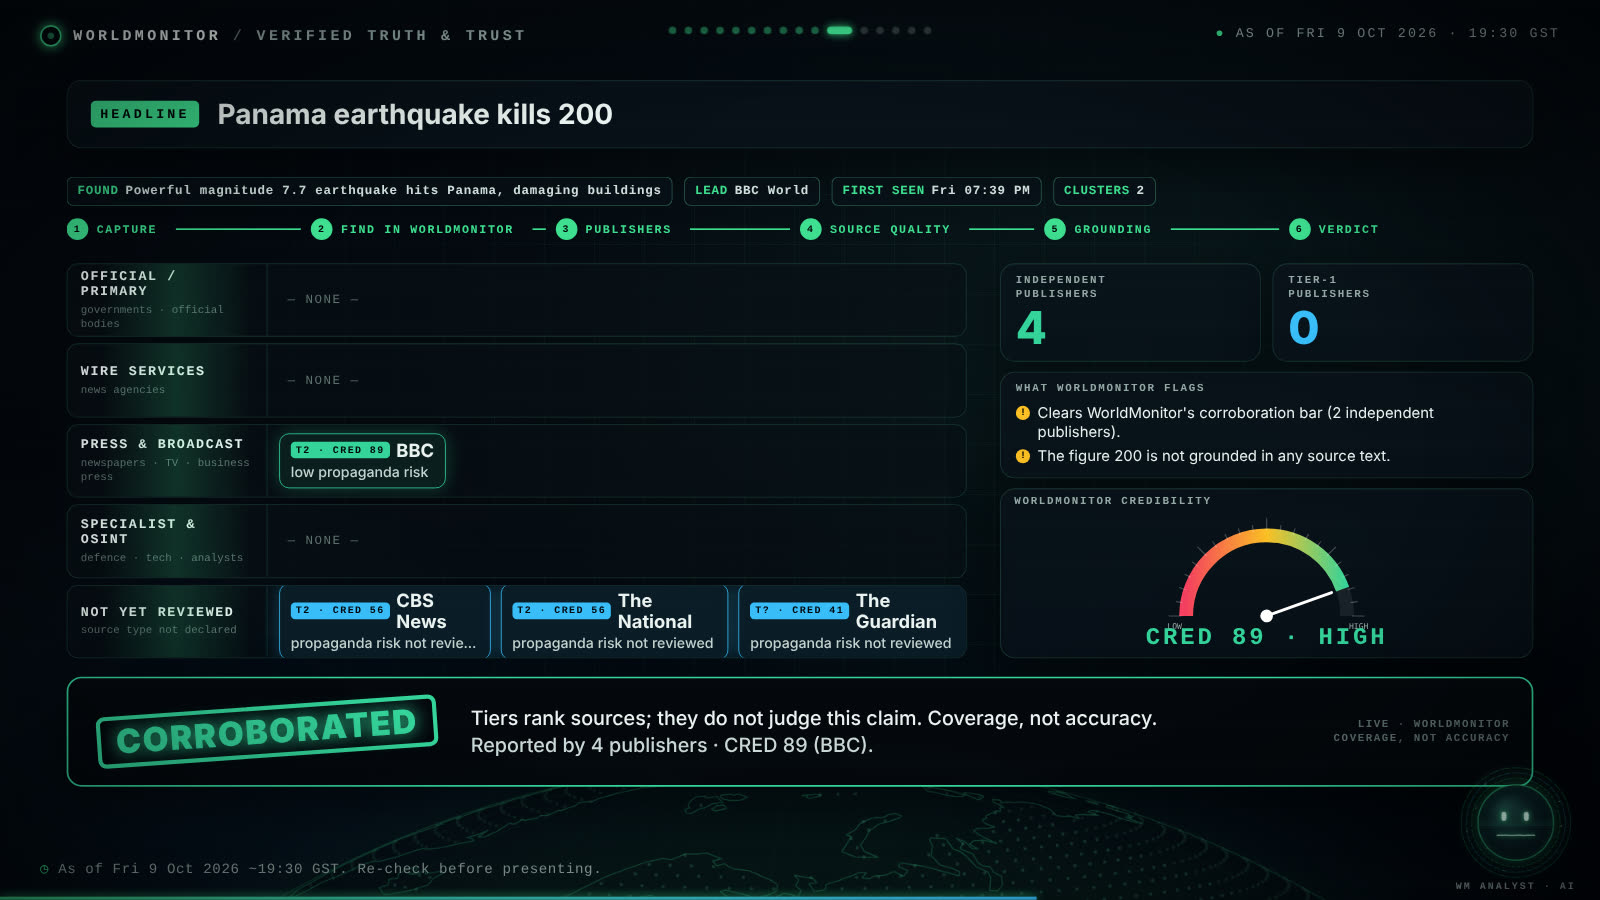 WORLDMONITOR / VERIFIED TRUTH & TRUST
AS OF FRI 9 OCT 2026 · 19:30 GST
HEADLINE Panama earthquake kills 200
FOUND Powerful magnitude 7.7 earthquake hits Panama, damaging buildings
LEAD BBC World
FIRST SEEN Fri 07:39 PM
CLUSTERS 2
1 CAPTURE
2 FIND IN WORLDMONITOR
3 PUBLISHERS
4 SOURCE QUALITY
5 GROUNDING
6 VERDICT
OFFICIAL /
PRIMARY
governments · official
bodies
— NONE —
WIRE SERVICES
news agencies
— NONE —
PRESS & BROADCAST
newspapers · TV · business
press
T2 · CRED 89 BBC
low propaganda risk
SPECIALIST &
OSINT
defence · tech · analysts
— NONE —
NOT YET REVIEWED
source type not declared
T2 · CRED 56 CBS
News
propaganda risk not revie...
T2 · CRED 56 The
National
propaganda risk not reviewed
T? · CRED 41 The
Guardian
propaganda risk not reviewed
INDEPENDENT
PUBLISHERS
4
TIER-1
PUBLISHERS
0
WHAT WORLDMONITOR FLAGS
! Clears WorldMonitor's corroboration bar (2 independent
publishers).
! The figure 200 is not grounded in any source text.
WORLDMONITOR CREDIBILITY
LOW
HIGH
CRED 89 · HIGH
CORROBORATED
Tiers rank sources; they do not judge this claim. Coverage, not accuracy.
Reported by 4 publishers · CRED 89 (BBC).
LIVE · WORLDMONITOR
COVERAGE, NOT ACCURACY
As of Fri 9 Oct 2026 ~19:30 GST. Re-check before presenting.
WM ANALYST · AI